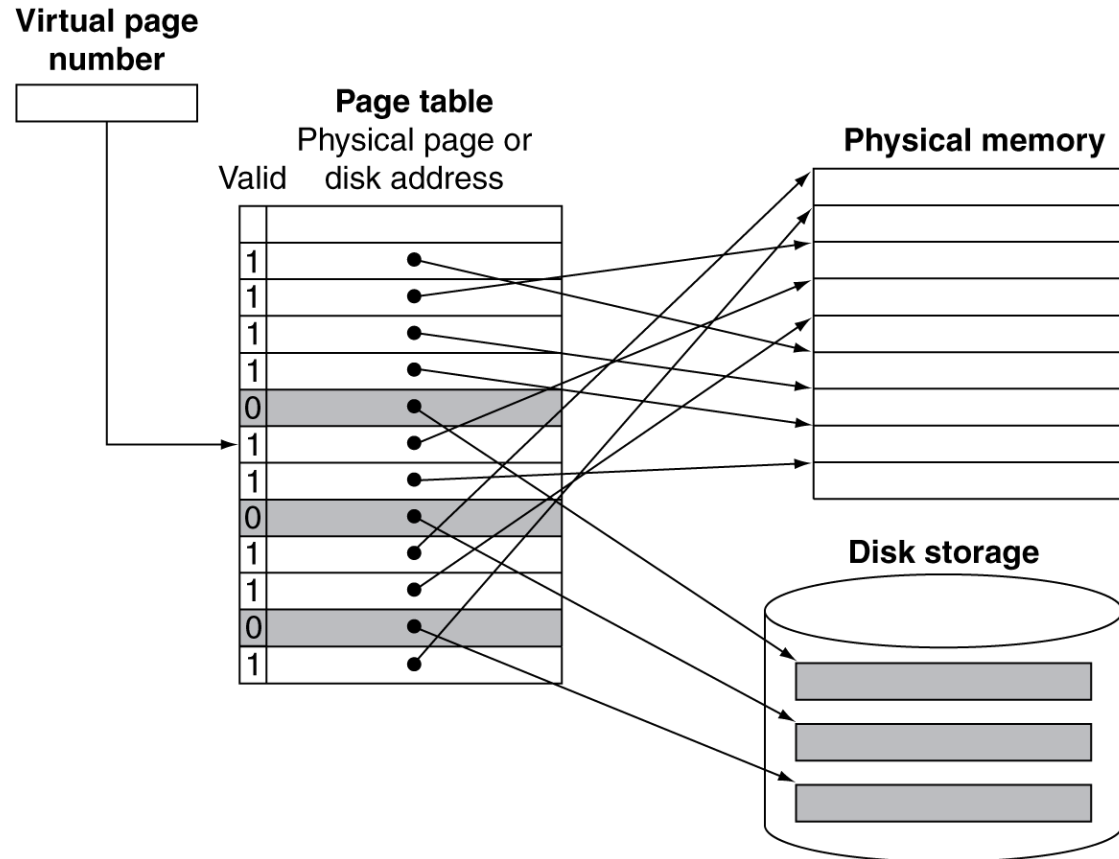 Virtual page
number
Page table
Physical page or
Valid disk address
Physical memory
1
1
1
1
0
1
1
0
1
1
0
1
Disk storage